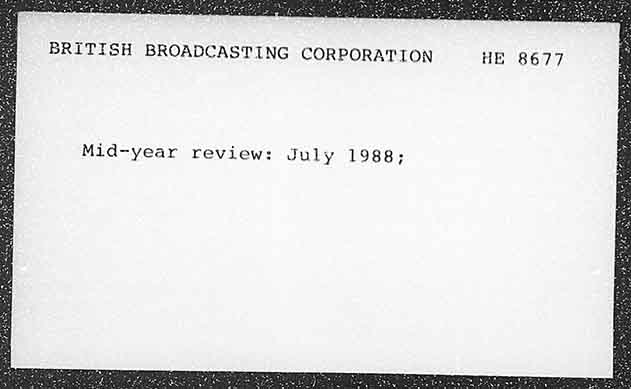 BRITISH BROADCASTING CORPORATION HE 8677
Mid-year review: July 1988;